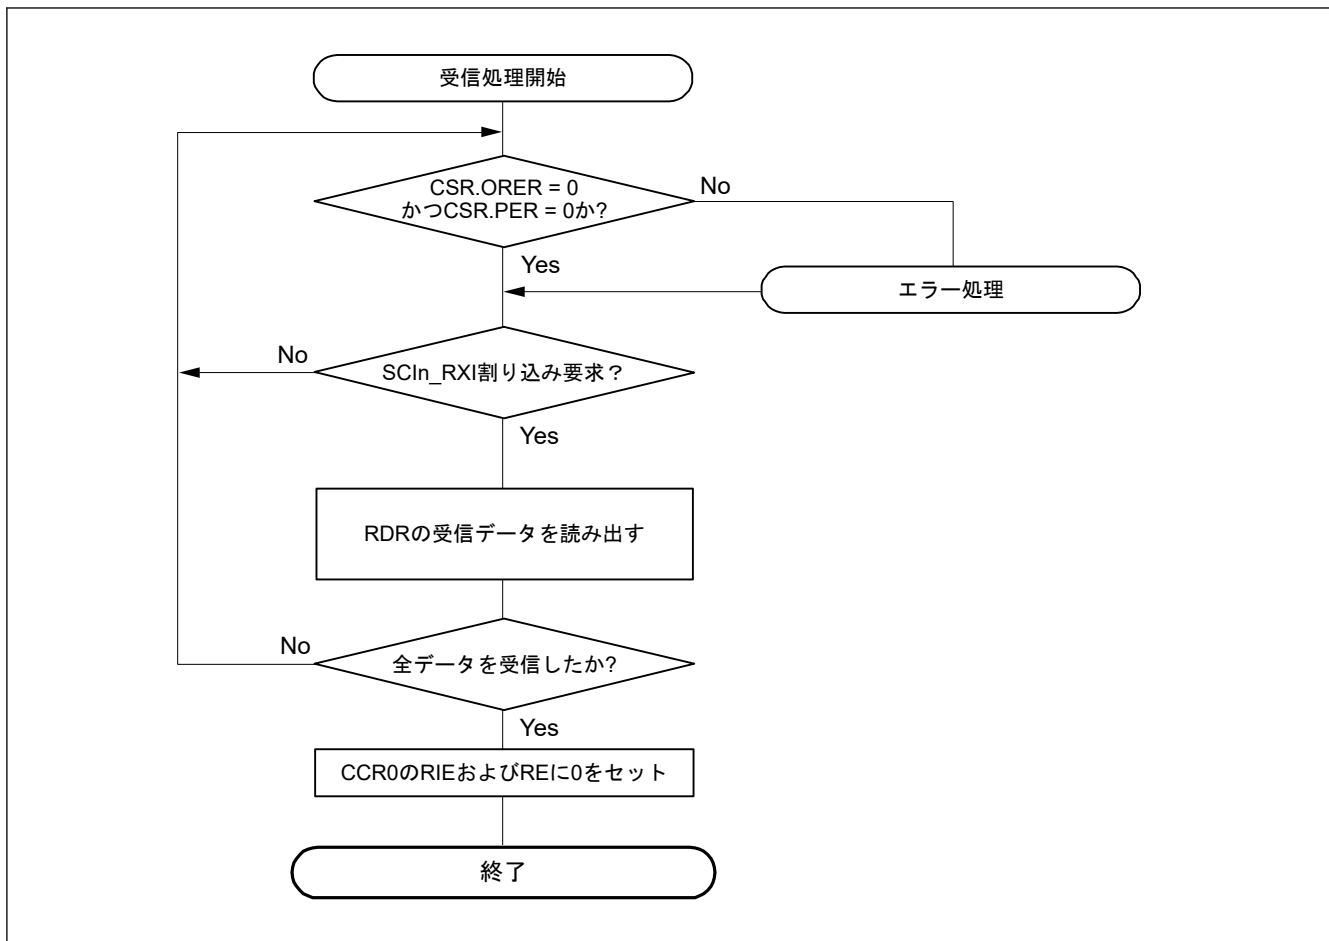 受信処理開始
CSR.ORER = 0
かつCSR.PER = 0か?
No
Yes
エラー処理
No
SCIn_RXI割り込み要求？
Yes
RDRの受信データを読み出す
No
全データを受信したか?
Yes
CCR0のRIEおよびREに0をセット
終了